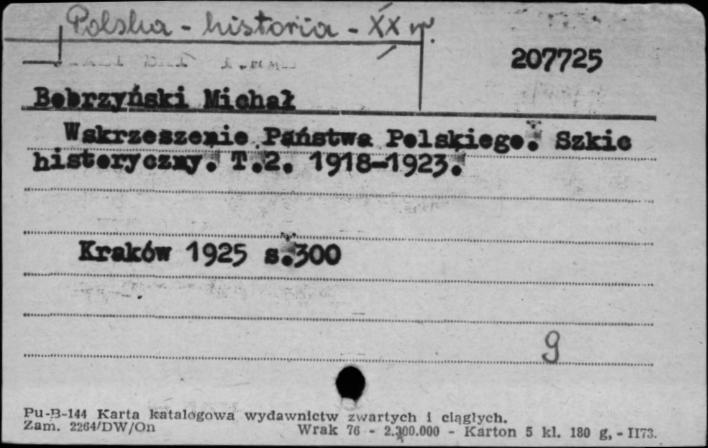 Polska - historia - XX w.
207725
Bobrzyński Michał
Wskrzeszenie Państwa Polskiego. Szkic
historyczny. T.2. 1918-1923.
Kraków 1925 s.300
9
Pu-B-144 Karta katalogowa wydawnictw zwartych i ciągłych.
Zam. 2264/DW/On Wrak 76 - 2.300.000 - Karton 5 kl. 180 g. - II73.